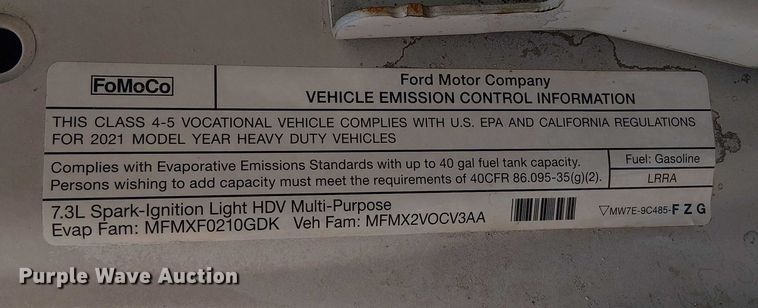 FoMoCo
Ford Motor Company
VEHICLE EMISSION CONTROL INFORMATION
THIS CLASS 4-5 VOCATIONAL VEHICLE COMPLIES WITH U.S. EPA AND CALIFORNIA REGULATIONS
FOR 2021 MODEL YEAR HEAVY DUTY VEHICLES
Complies with Evaporative Emissions Standards with up to 40 gal fuel tank capacity.
Persons wishing to add capacity must meet the requirements of 40CFR 86.095-35(g)(2).
Fuel: Gasoline
LRRA
7.3L Spark-Ignition Light HDV Multi-Purpose
Evap Fam: MFMXF0210GDK Veh Fam: MFMX2VOCV3AA
▽MW7E-9C485-F Z G
Purple Wave Auction